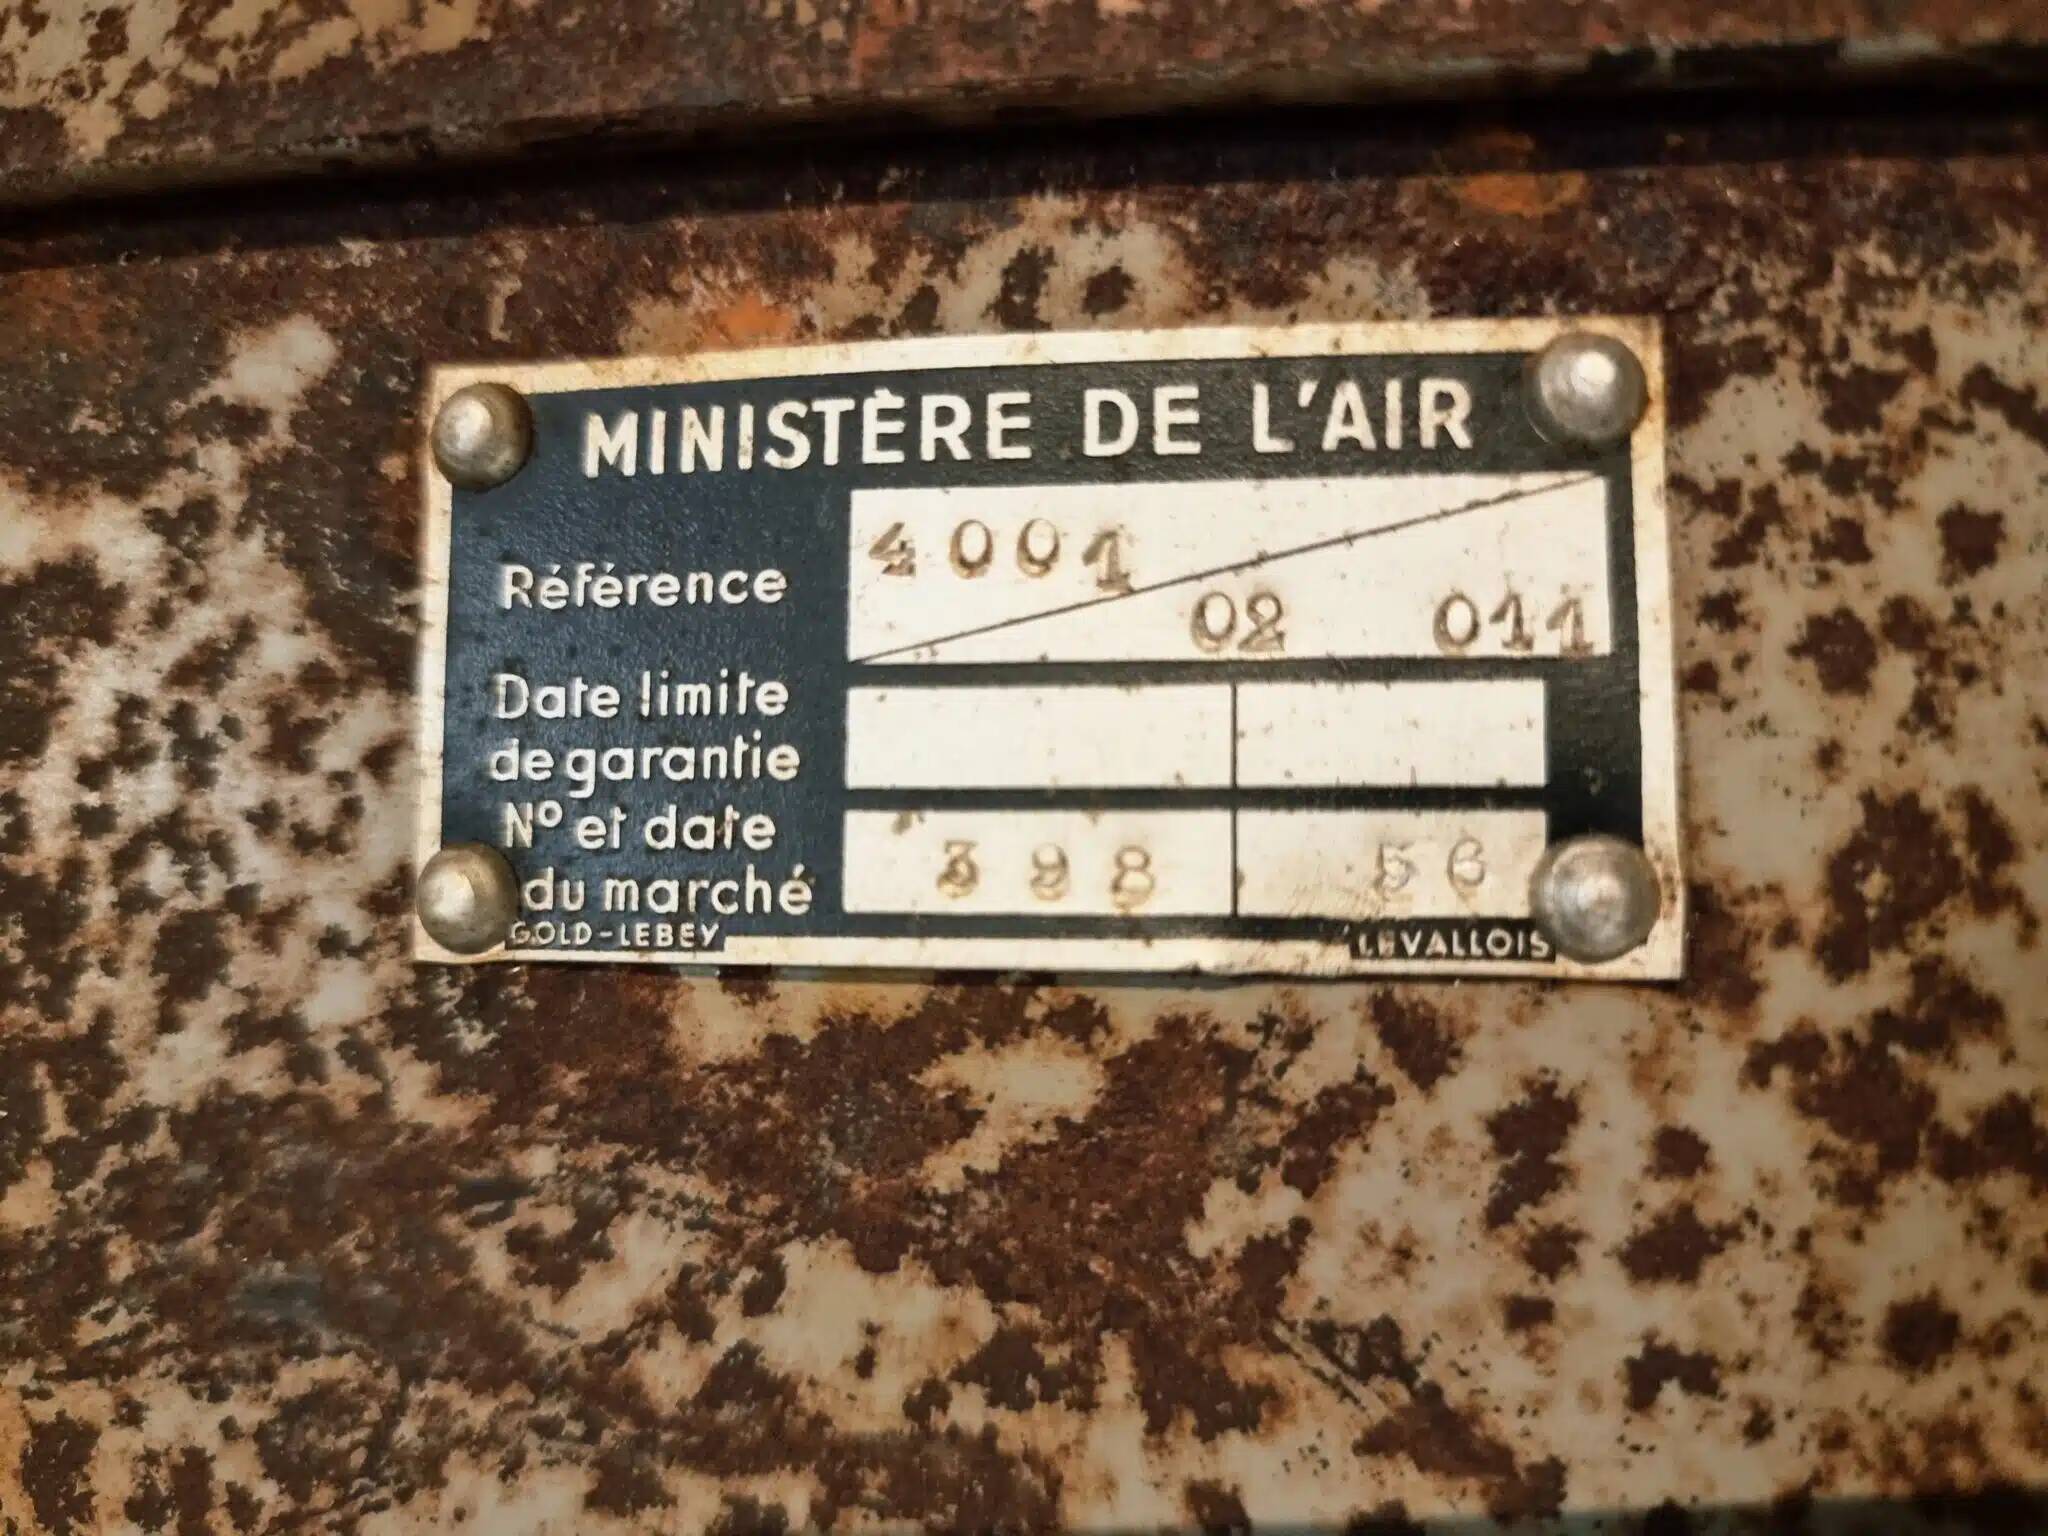 MINISTÈRE DE L'AIR
Référence 4001
02 011
Date limite
de garantie
N° et date
du marché 398 56
GOLD-LEBEY LEVALLOIS